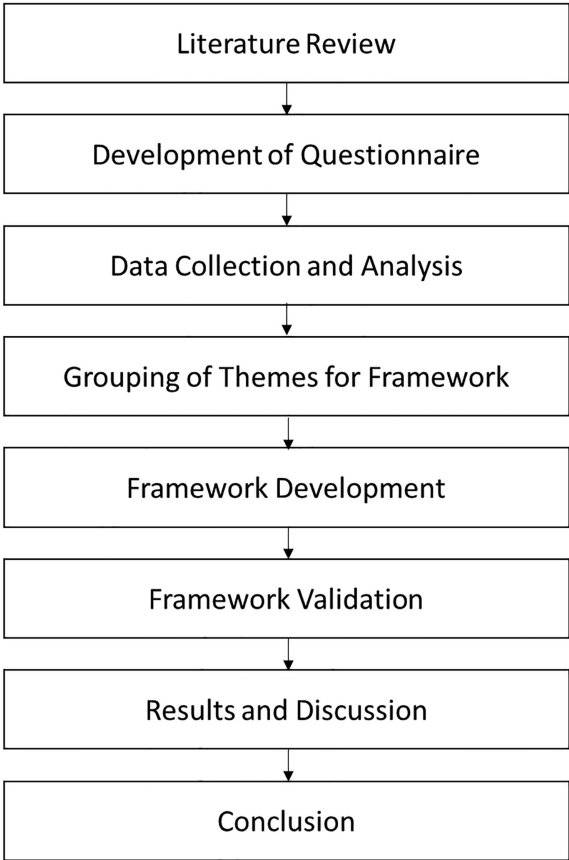 Literature Review
Development of Questionnaire
Data Collection and Analysis
Grouping of Themes for Framework
Framework Development
Framework Validation
Results and Discussion
Conclusion